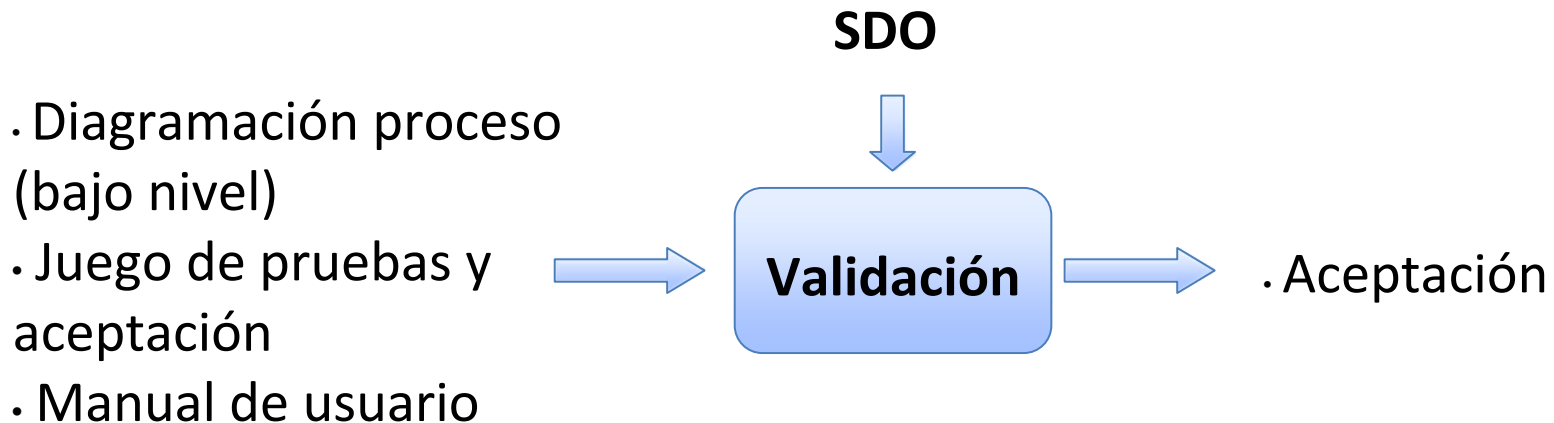 SDO
• Diagramación proceso
(bajo nivel)
• Juego de pruebas y
aceptación
• Manual de usuario
Validación
• Aceptación